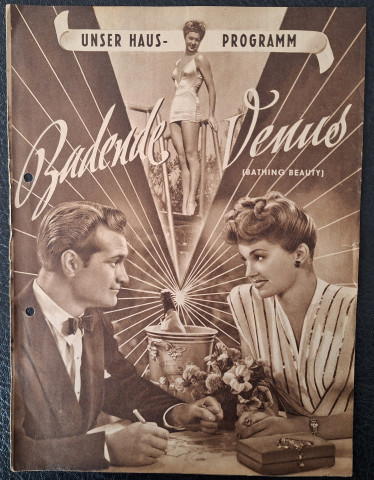 UNSER HAUS- PROGRAMM
Badende Venus
(BATHING BEAUTY)